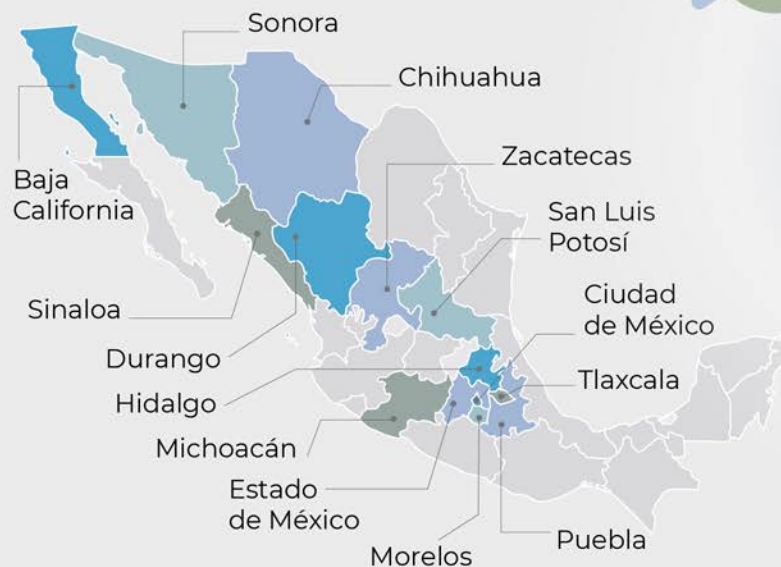 Sonora
Chihuahua
Zacatecas
Baja
California
San Luis
Potosí
Ciudad
de México
Sinaloa
Durango
Tlaxcala
Hidalgo
Michoacán
Estado
de México
Puebla
Morelos